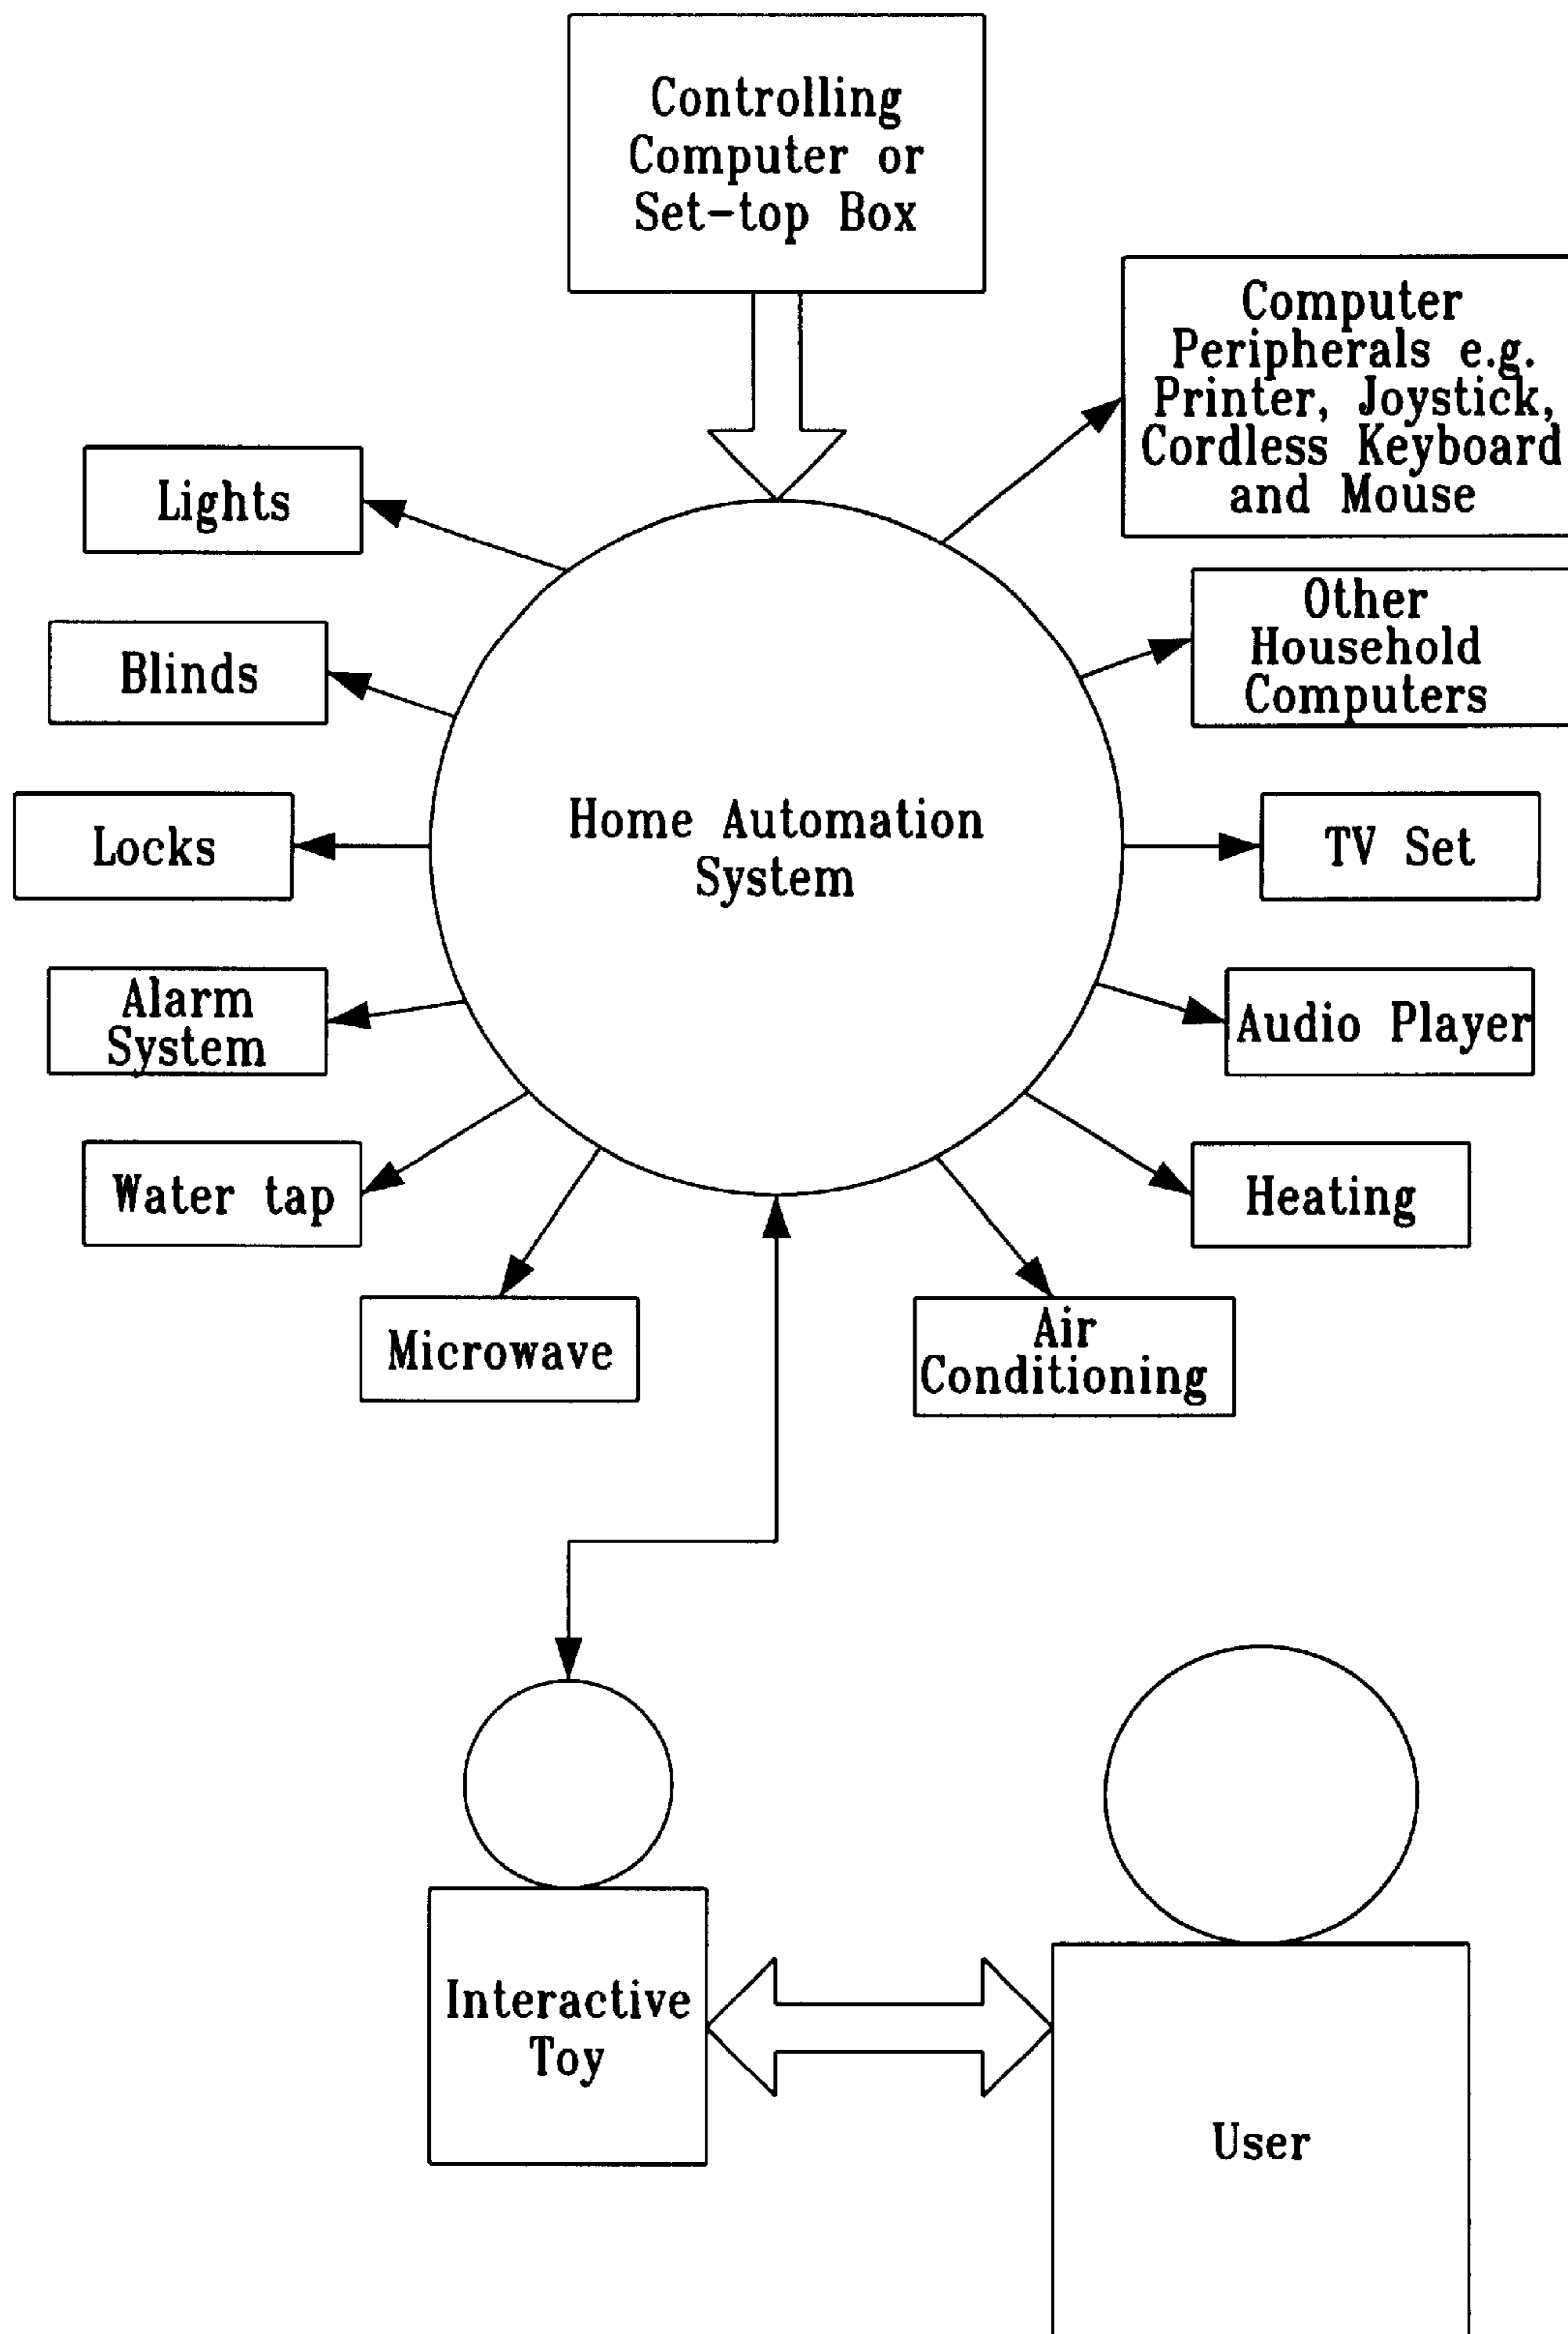 Controlling
Computer or
Set-top Box
Computer
Peripherals e.g.
Printer, Joystick,
Cordless Keyboard
and Mouse
Lights
Other
Household
Computers
Blinds
Home Automation
System
Locks
TV Set
Alarm
System
Audio Player
Water tap
Heating
Microwave
Air
Conditioning
Interactive
Toy
User